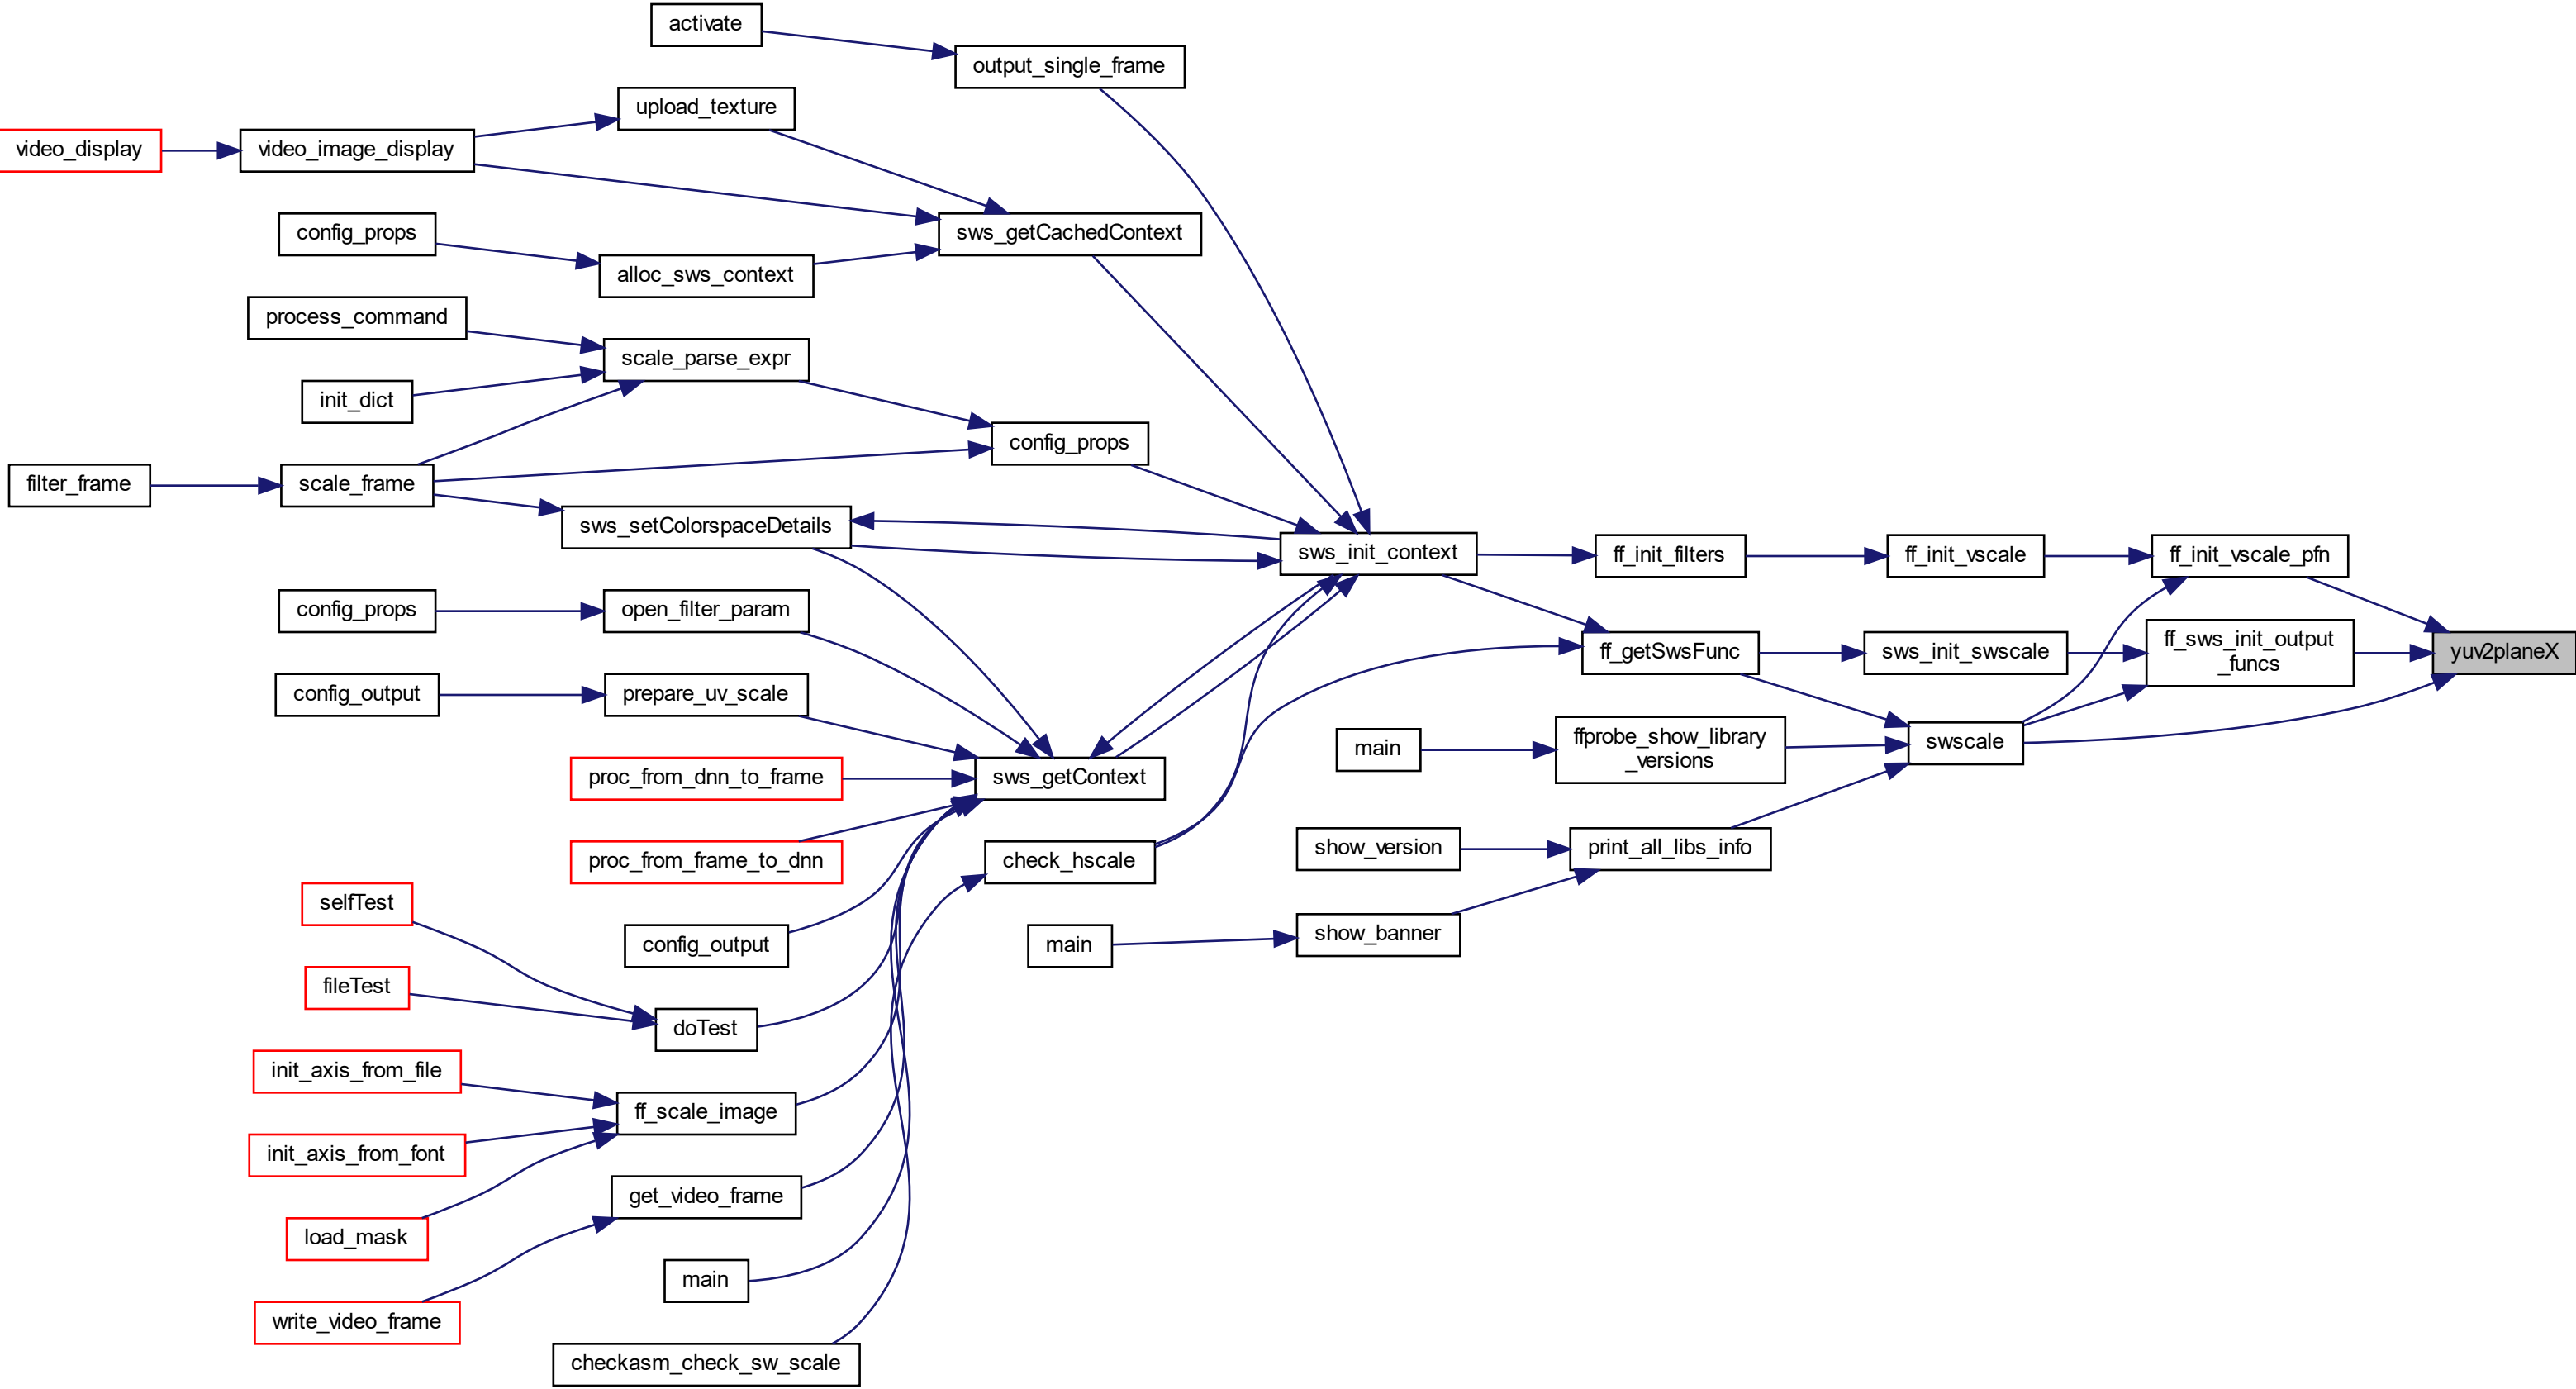 activate
output_single_frame
upload_texture
video_display
video_image_display
config_props
sws_getCachedContext
alloc_sws_context
process_command
scale_parse_expr
init_dict
config_props
filter_frame
scale_frame
sws_setColorspaceDetails
sws_init_context
ff_init_filters
ff_init_vscale
ff_init_vscale_pfn
config_props
open_filter_param
ff_getSwsFunc
sws_init_swscale
ff_sws_init_output
_funcs
yuv2planeX
config_output
prepare_uv_scale
main
ffprobe_show_library
_versions
swscale
proc_from_dnn_to_frame
sws_getContext
proc_from_frame_to_dnn
check_hscale
show_version
print_all_libs_info
selfTest
config_output
main
show_banner
fileTest
doTest
init_axis_from_file
ff_scale_image
init_axis_from_font
get_video_frame
load_mask
main
write_video_frame
checkasm_check_sw_scale